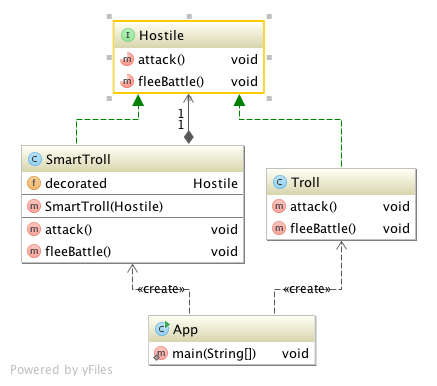 Hostile
attack() void
fleeBattle() void
1
1
SmartTroll
decorated Hostile
SmartTroll(Hostile)
attack() void
fleeBattle() void
Troll
attack() void
fleeBattle() void
«create» «create»
App
main(String[]) void
Powered by yFiles